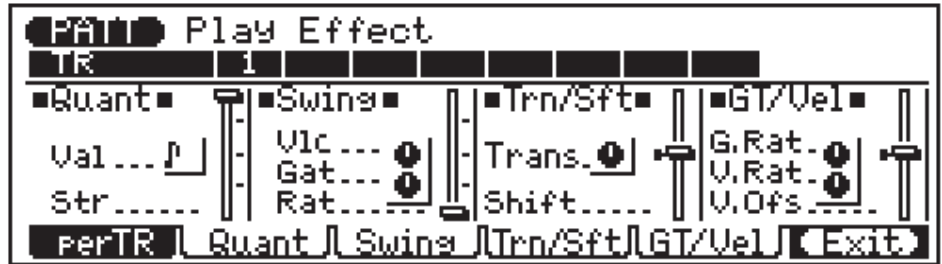 PATT Play Effect
TR 1
■Quant■ ■Swing■ ■Trn/Sft■ ■GT/Vel■
Val...♪ Vlc... Trans. G.Rat.
Gat... V.Rat.
Str...... Rat...... Shift..... V.Ofs.....
perTR Quant Swing Trn/Sft GT/Vel Exit